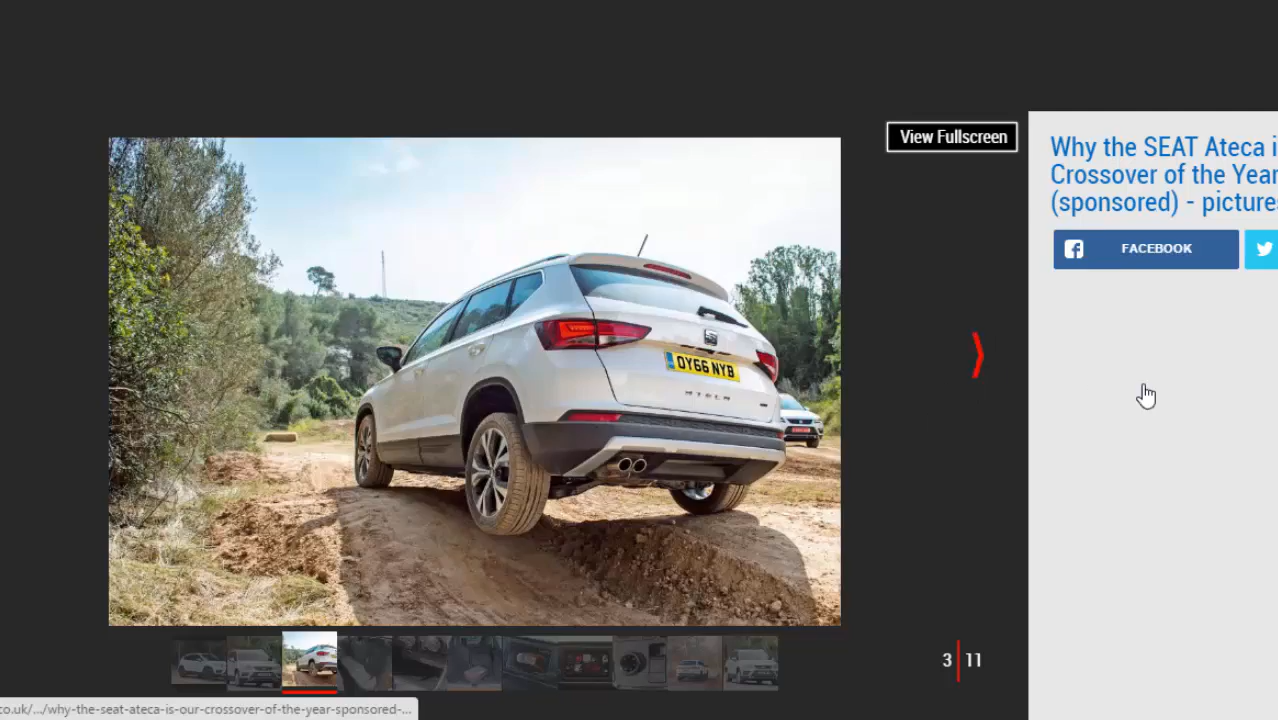 View Fullscreen
Why the SEAT Ateca i
Crossover of the Year
(sponsored) - pictures
FACEBOOK
OY66 NYB
ATECA
3 11
co.uk/.../why-the-seat-ateca-is-our-crossover-of-the-year-sponsored-...